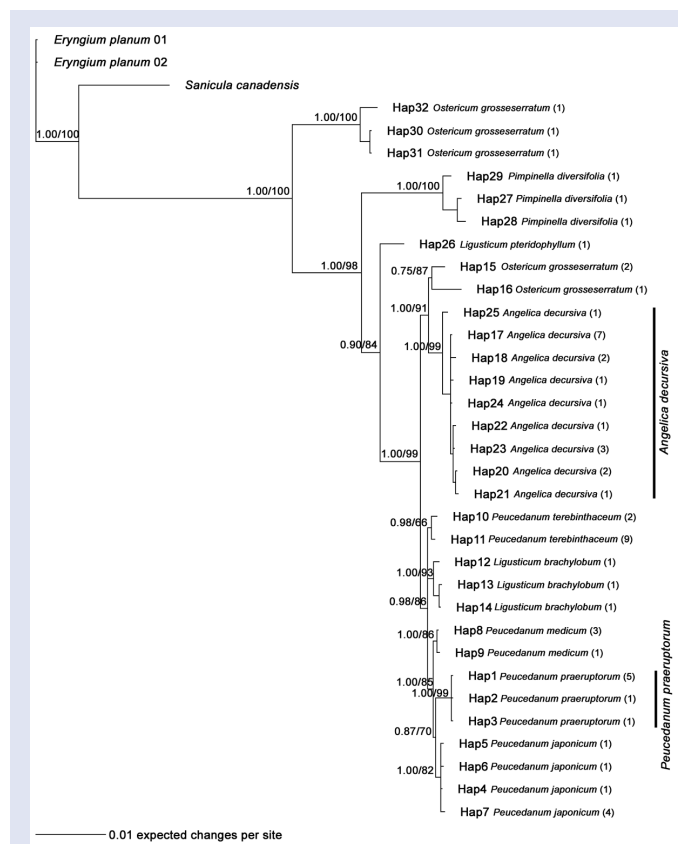 Eryngium planum 01
Eryngium planum 02
Sanicula canadensis
1.00/100
Hap32 Ostericum grosseserratum (1)
1.00/100
Hap30 Ostericum grosseserratum (1)
Hap31 Ostericum grosseserratum (1)
1.00/100
Hap29 Pimpinella diversifolia (1)
1.00/100
Hap27 Pimpinella diversifolia (1)
Hap28 Pimpinella diversifolia (1)
Hap26 Ligusticum pteridophyllum (1)
1.00/98
Hap15 Ostericum grosseserratum (2)
0.75/87
Hap16 Ostericum grosseserratum (1)
1.00/91
Hap25 Angelica decursiva (1)
Hap17 Angelica decursiva (7)
0.90/84
1.00/99
Hap18 Angelica decursiva (2)
Hap19 Angelica decursiva (1)
Hap24 Angelica decursiva (1)
Hap22 Angelica decursiva (1)
Hap23 Angelica decursiva (3)
1.00/99
Hap20 Angelica decursiva (2)
Hap21 Angelica decursiva (1)
Angelica decursiva
Hap10 Peucedanum terebinthaceum (2)
0.98/66
Hap11 Peucedanum terebinthaceum (9)
Hap12 Ligusticum brachylobum (1)
1.00/93
Hap13 Ligusticum brachylobum (1)
0.98/86
Hap14 Ligusticum brachylobum (1)
Hap8 Peucedanum medicum (3)
1.00/86
Hap9 Peucedanum medicum (1)
Hap1 Peucedanum praeruptorum (5)
1.00/85
1.00/99
Hap2 Peucedanum praeruptorum (1)
Hap3 Peucedanum praeruptorum (1)
Peucedanum praeruptorum
0.87/70
Hap5 Peucedanum japonicum (1)
Hap6 Peucedanum japonicum (1)
1.00/82
Hap4 Peucedanum japonicum (1)
Hap7 Peucedanum japonicum (4)
0.01 expected changes per site